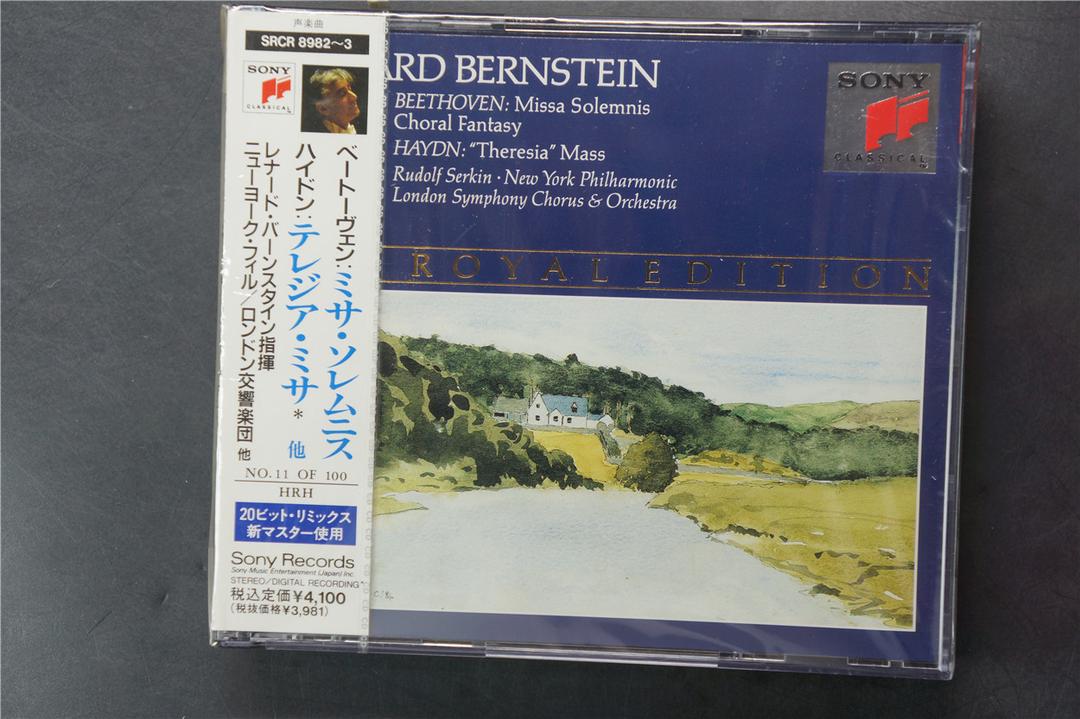 声楽曲
SRCR 8982〜3
SONY
CLASSICAL
ベートーヴェン:ミサ・ソレムニス
ハイドン:テレジア・ミサ* 他
レナード・バーンスタイン指揮
ニューヨーク・フィル/ロンドン交響楽団 他
NO.11 OF 100
HRH
20ビット・リミックス
新マスター使用
Sony Records
Sony Music Entertainment (Japan) Inc.
STEREO/DIGITAL RECORDING*
税込定価¥4,100
(税抜価格¥3,981)
ARD BERNSTEIN
BEETHOVEN: Missa Solemnis
Choral Fantasy
HAYDN: “Theresia” Mass
Rudolf Serkin · New York Philharmonic
London Symphony Chorus & Orchestra
SONY
CLASSICAL
ROYAL EDITION